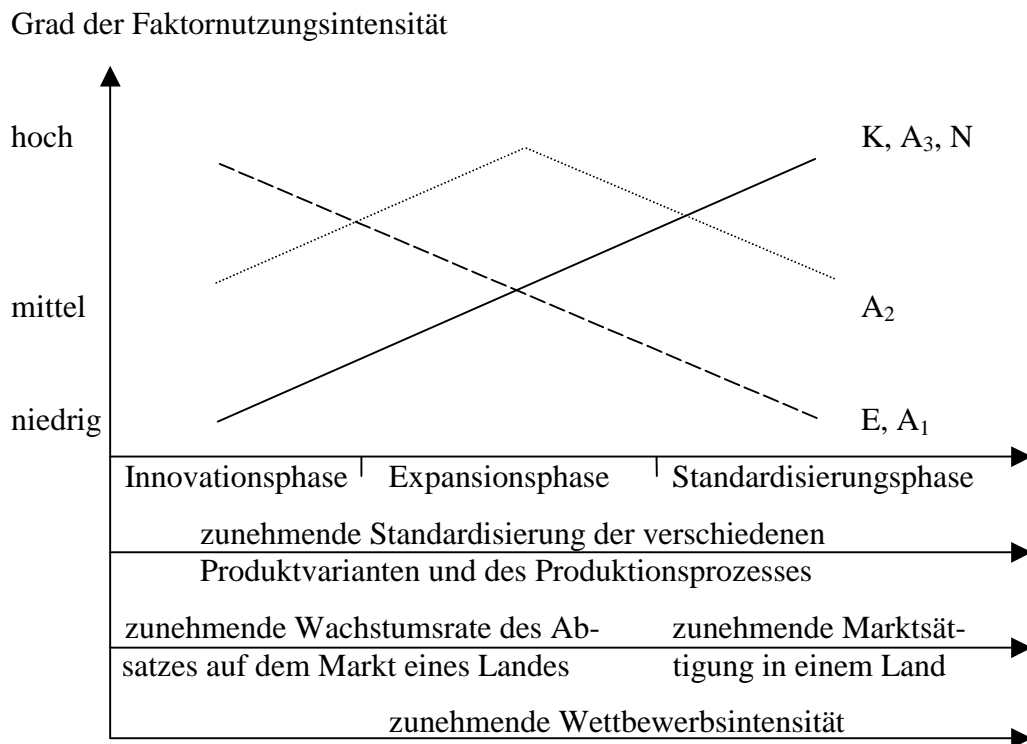 Grad der Faktornutzungsintensität
hoch
K, A₃, N
mittel
A₂
niedrig
E, A₁
Innovationsphase
Expansionsphase
Standardisierungsphase
zunehmende Standardisierung der verschiedenen
Produktvarianten und des Produktionsprozesses
zunehmende Wachstumsrate des Ab-
satzes auf dem Markt eines Landes
zunehmende Marktsät-
tigung in einem Land
zunehmende Wettbewerbsintensität